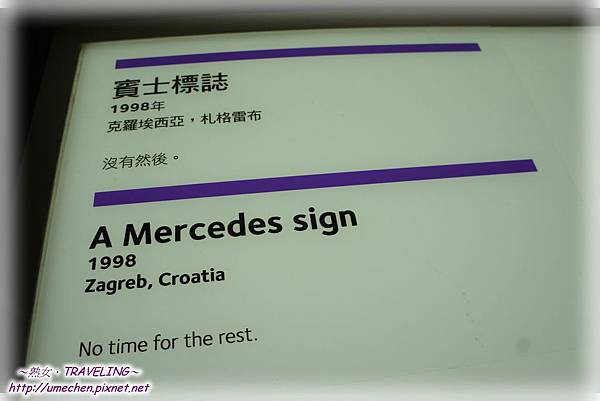 賓士標誌
1998年
克羅埃西亞，札格雷布
沒有然後。
A Mercedes sign
1998
Zagreb, Croatia
No time for the rest.
~熟女‧TRAVELING~
http://umechen.pixnet.net